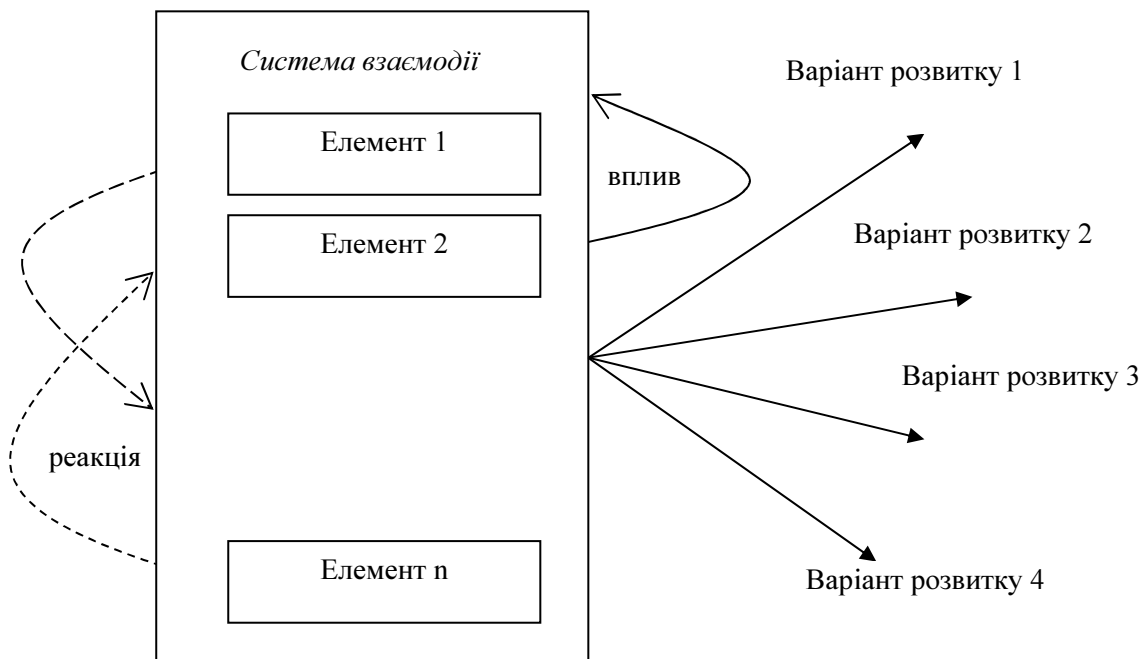 Система взаємодії
Варіант розвитку 1
Елемент 1
вплив
Елемент 2
Варіант розвитку 2
Варіант розвитку 3
реакція
Елемент n
Варіант розвитку 4